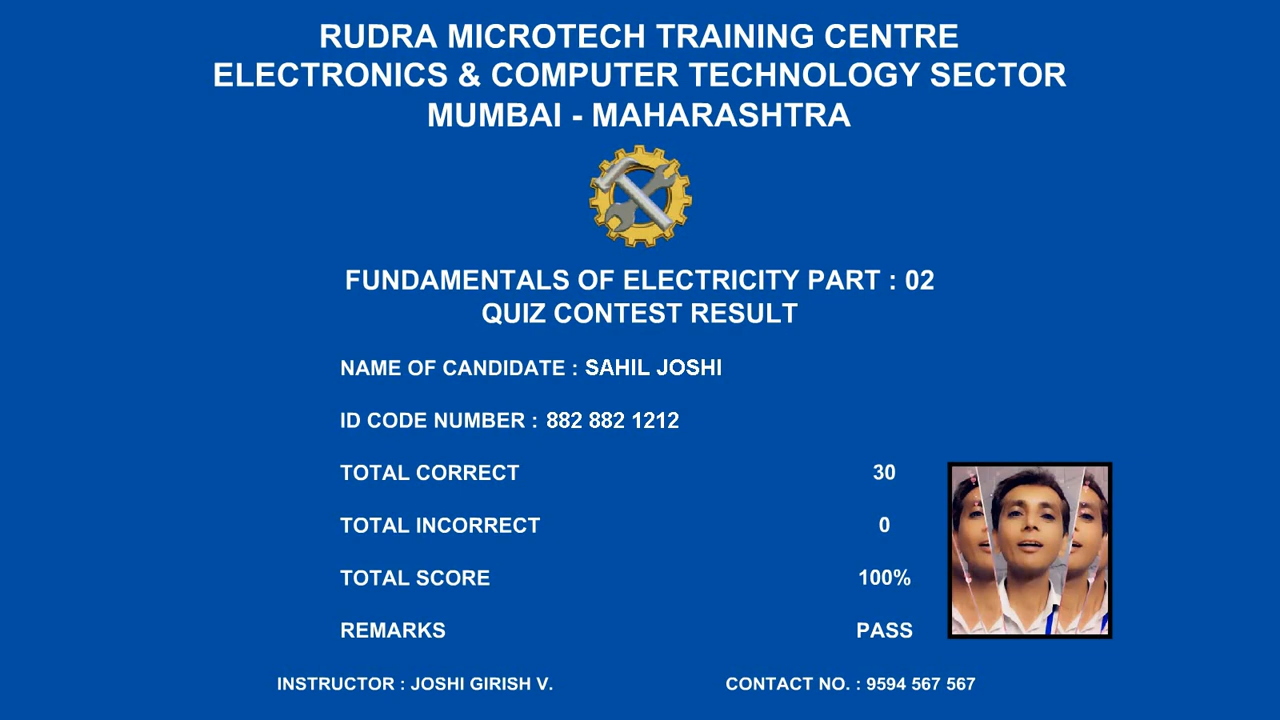 RUDRA MICROTECH TRAINING CENTRE
ELECTRONICS & COMPUTER TECHNOLOGY SECTOR
MUMBAI - MAHARASHTRA
FUNDAMENTALS OF ELECTRICITY PART : 02
QUIZ CONTEST RESULT
NAME OF CANDIDATE : SAHIL JOSHI
ID CODE NUMBER : 882 882 1212
TOTAL CORRECT 30
TOTAL INCORRECT 0
TOTAL SCORE 100%
REMARKS PASS
INSTRUCTOR : JOSHI GIRISH V. CONTACT NO. : 9594 567 567